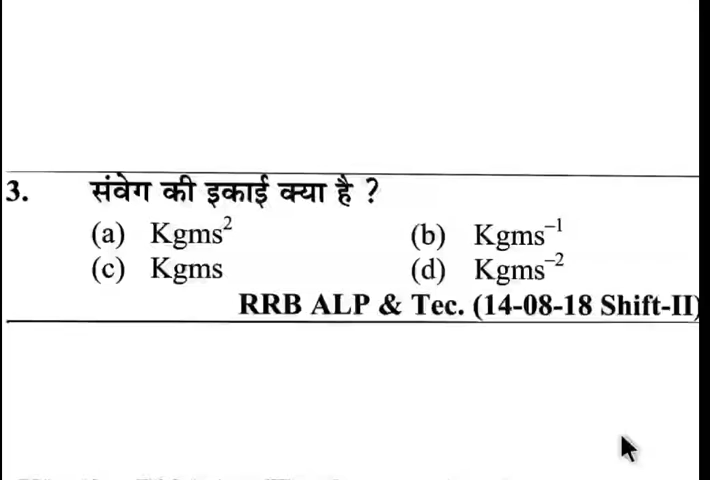 3. संवेग की इकाई क्या है ?
(a) Kgms² (b) Kgms⁻¹
(c) Kgms (d) Kgms⁻²
RRB ALP & Tec. (14-08-18 Shift-II)